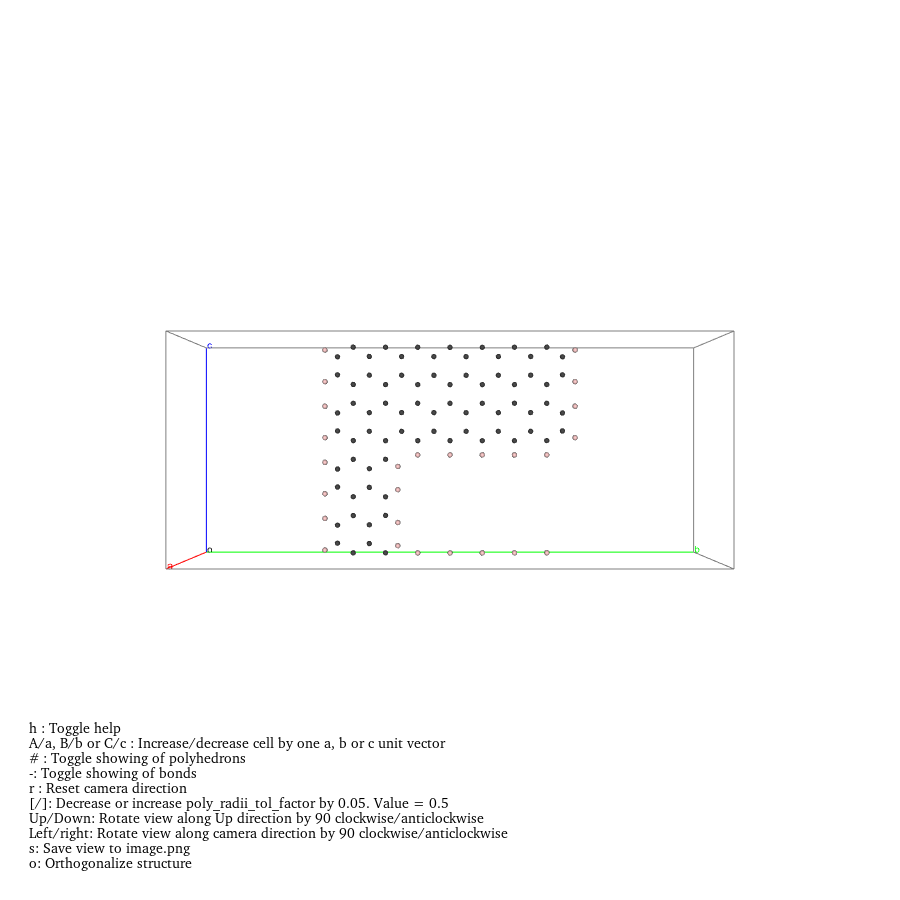 c
o
b
a
h : Toggle help
A/a, B/b or C/c : Increase/decrease cell by one a, b or c unit vector
# : Toggle showing of polyhedrons
-: Toggle showing of bonds
r : Reset camera direction
[/]: Decrease or increase poly_radii_tol_factor by 0.05. Value = 0.5
Up/Down: Rotate view along Up direction by 90 clockwise/anticlockwise
Left/right: Rotate view along camera direction by 90 clockwise/anticlockwise
s: Save view to image.png
o: Orthogonalize structure